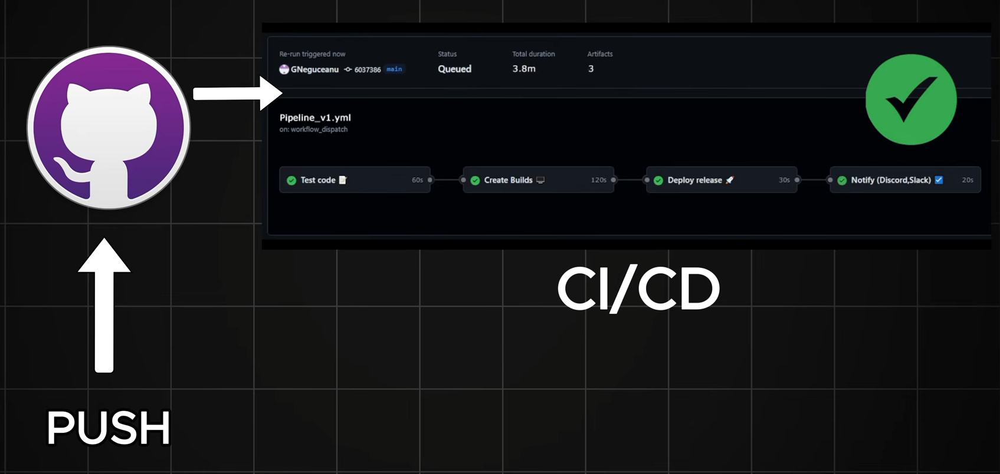 Re-run triggered now
GNeguceanu 6037386 main
Status
Queued
Total duration
3.8m
Artifacts
3
Pipeline_v1.yml
on: workflow_dispatch
Test code 60s
Create Builds 120s
Deploy release 30s
Notify (Discord,Slack) 20s
CI/CD
PUSH